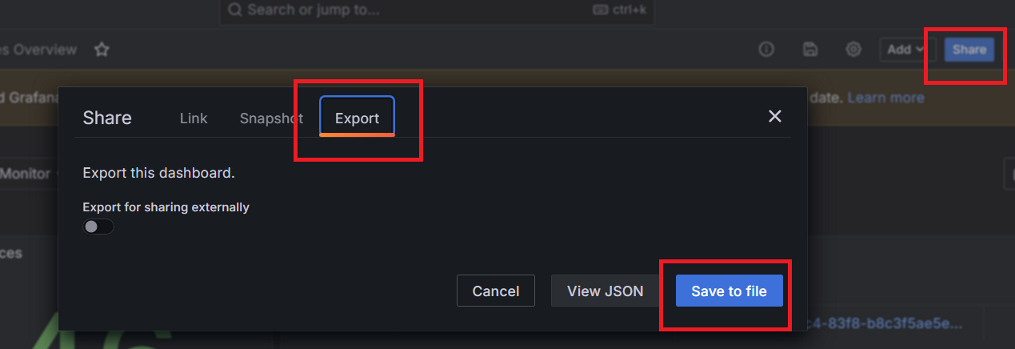 Search or jump to... ctrl+k
es Overview
Add
Share
d Grafana
date. Learn more
Share
Link
Snapshot
Export
Monitor
Export this dashboard.
Export for sharing externally
ces
Cancel
View JSON
Save to file
c4-83f8-b8c3f5ae5e...